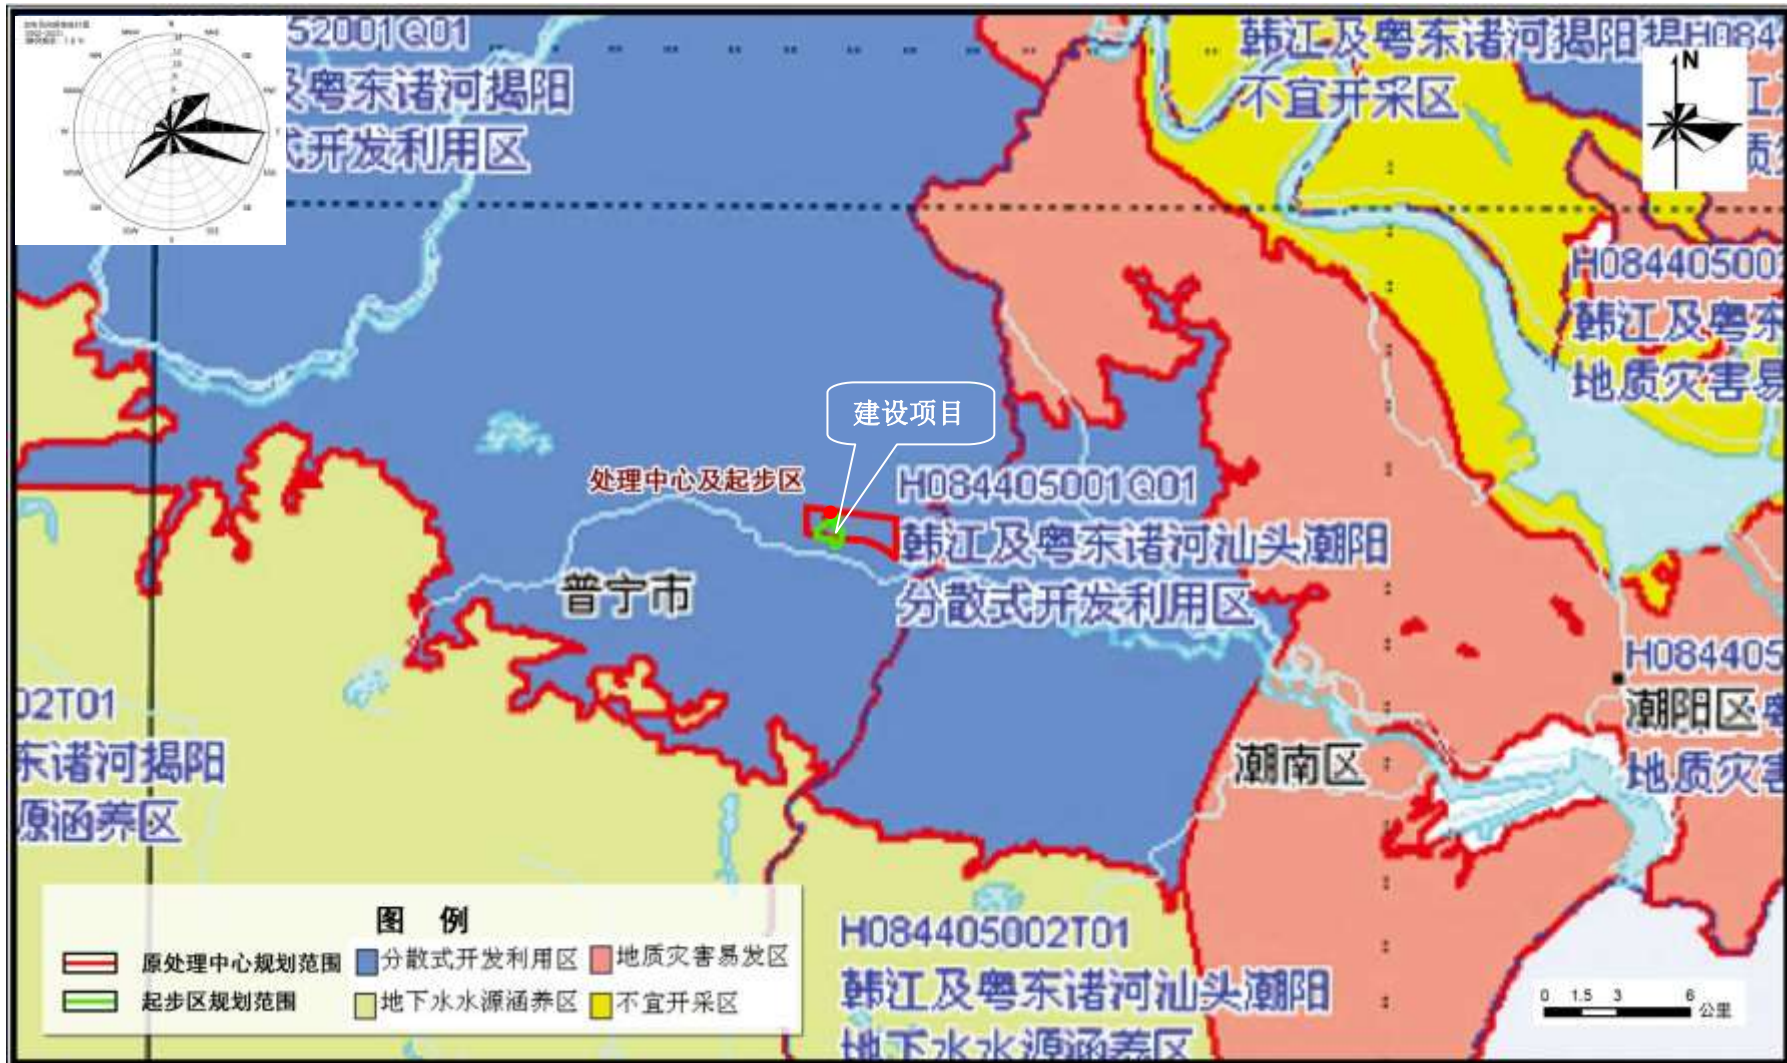 52001Q01
及粤东诸河揭阳
式开发利用区
韩江及粤东诸河揭阳
不宜开采区
揭H084
N
H08440500
韩江及粤东
地质灾害易
建设项目
处理中心及起步区
H084405001Q01
韩江及粤东诸河汕头潮阳
分散式开发利用区
普宁市
02T01
东诸河揭阳
源涵养区
H084405
潮阳区
粤
地质灾害
潮南区
图 例
原处理中心规划范围
分散式开发利用区
地质灾害易发区
起步区规划范围
地下水水源涵养区
不宜开采区
H084405002T01
韩江及粤东诸河汕头潮阳
地下水水源涵养区
0 1.5 3 6
公里